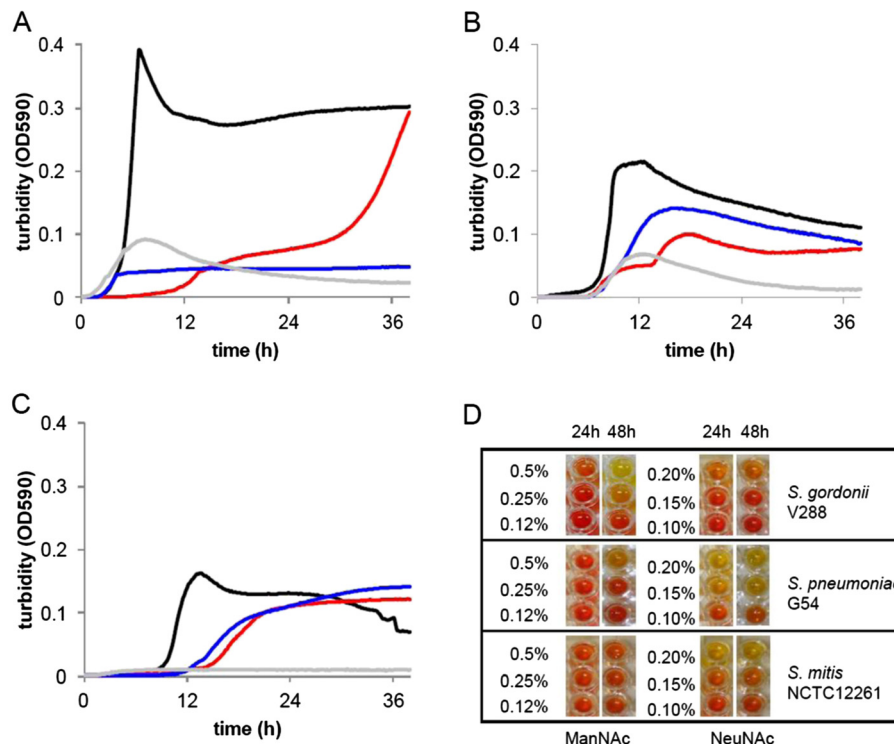 A
0.4
0.3
0.2
0.1
0
turbidity (OD590)
0 12 24 36
time (h)
B
0.4
0.3
0.2
0.1
0
turbidity (OD590)
0 12 24 36
time (h)
C
0.4
0.3
0.2
0.1
0
turbidity (OD590)
0 12 24 36
time (h)
D
24h 48h 24h 48h
0.5% 0.20%
0.25% 0.15%
0.12% 0.10%
S. gordonii
V288
0.5% 0.20%
0.25% 0.15%
0.12% 0.10%
S. pneumoniae
G54
0.5% 0.20%
0.25% 0.15%
0.12% 0.10%
S. mitis
NCTC12261
ManNAc NeuNAc